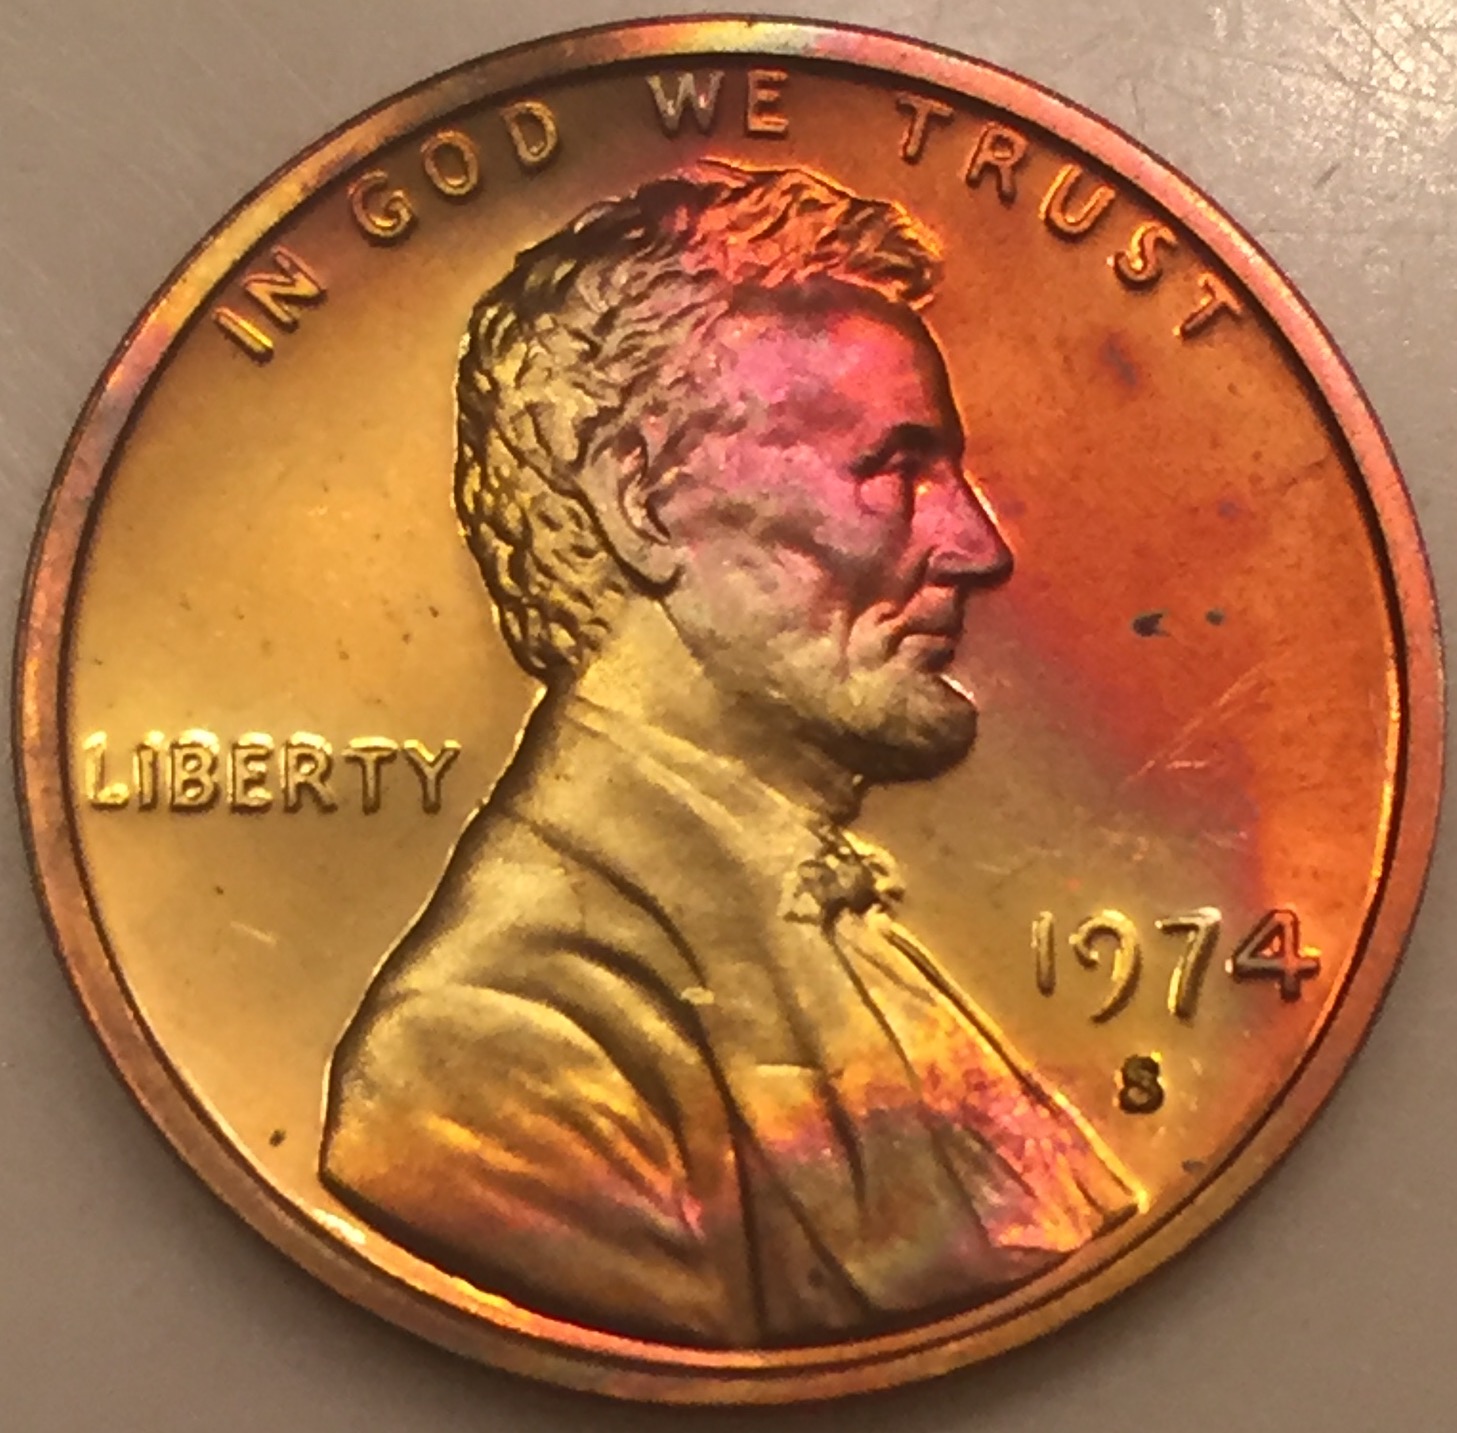 IN GOD WE TRUST
LIBERTY
1974
S